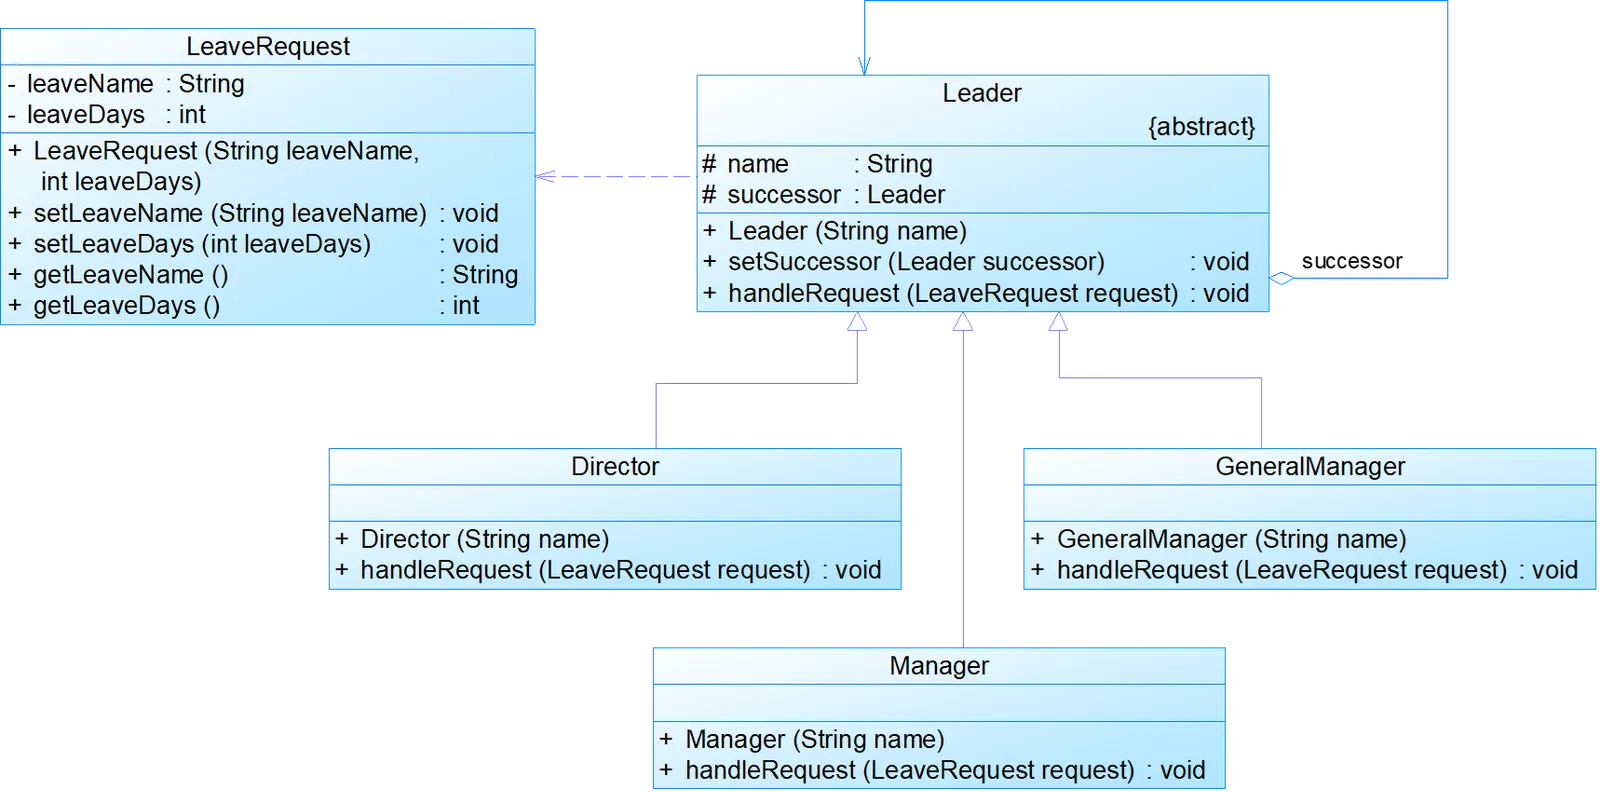 LeaveRequest
- leaveName : String
- leaveDays : int
+ LeaveRequest (String leaveName,
int leaveDays)
+ setLeaveName (String leaveName) : void
+ setLeaveDays (int leaveDays) : void
+ getLeaveName () : String
+ getLeaveDays () : int
Leader
{abstract}
# name : String
# successor : Leader
+ Leader (String name)
+ setSuccessor (Leader successor) : void
+ handleRequest (LeaveRequest request) : void
successor
Director
+ Director (String name)
+ handleRequest (LeaveRequest request) : void
GeneralManager
+ GeneralManager (String name)
+ handleRequest (LeaveRequest request) : void
Manager
+ Manager (String name)
+ handleRequest (LeaveRequest request) : void